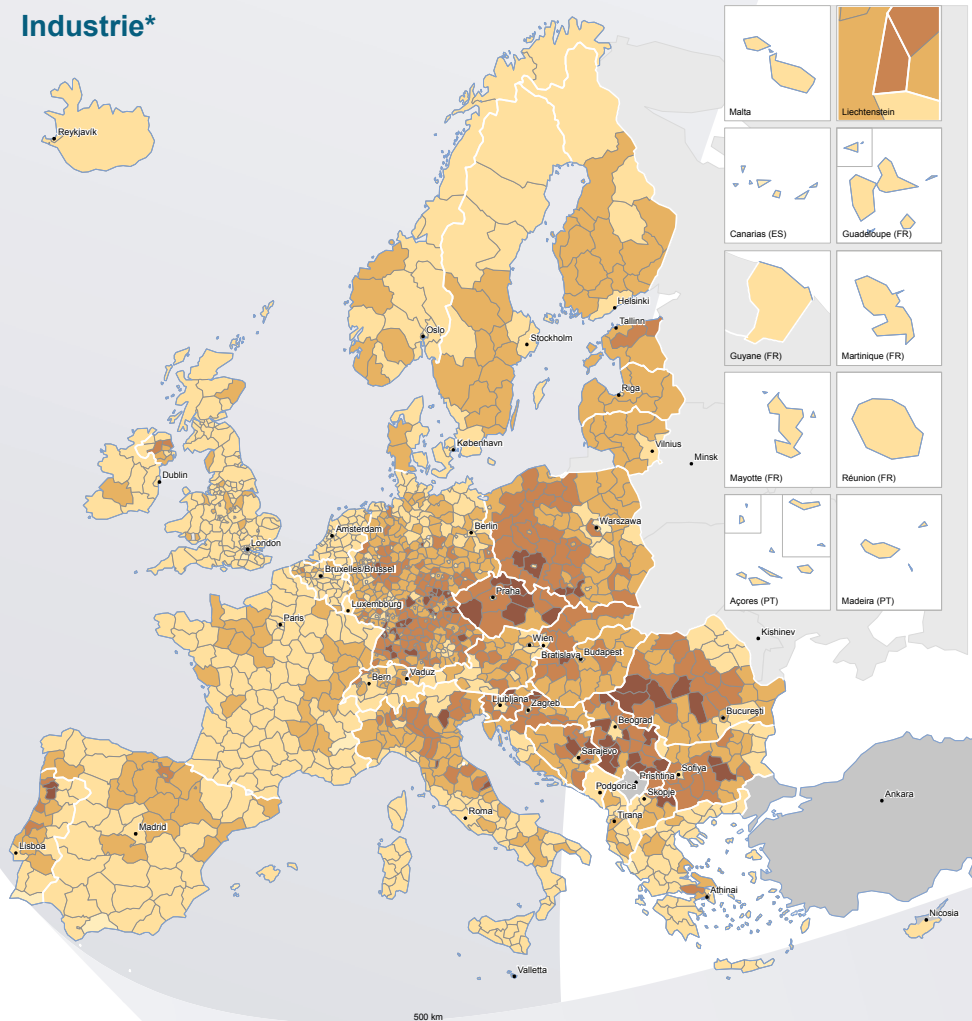 Industrie*
Malta
Liechtenstein
Reykjavík
Canarias (ES)
Guadeloupe (FR)
Helsinki
Tallinn
Oslo
Stockholm
Guyane (FR)
Martinique (FR)
Riga
København
Vilnius
Minsk
Dublin
Mayotte (FR)
Réunion (FR)
Amsterdam
Berlin
Warszawa
London
Bruxelles/Brüssel
Praha
Luxembourg
Açores (PT)
Madeira (PT)
Paris
Kishinev
Wien
Bratislava
Budapest
Bern
Vaduz
Ljubljana
Zagreb
Beograd
București
Sarajevo
Prishtina
Sofiya
Podgorica
Skopje
Ankara
Roma
Tirana
Madrid
Lisboa
Athinai
Nicosia
Valletta
500 km